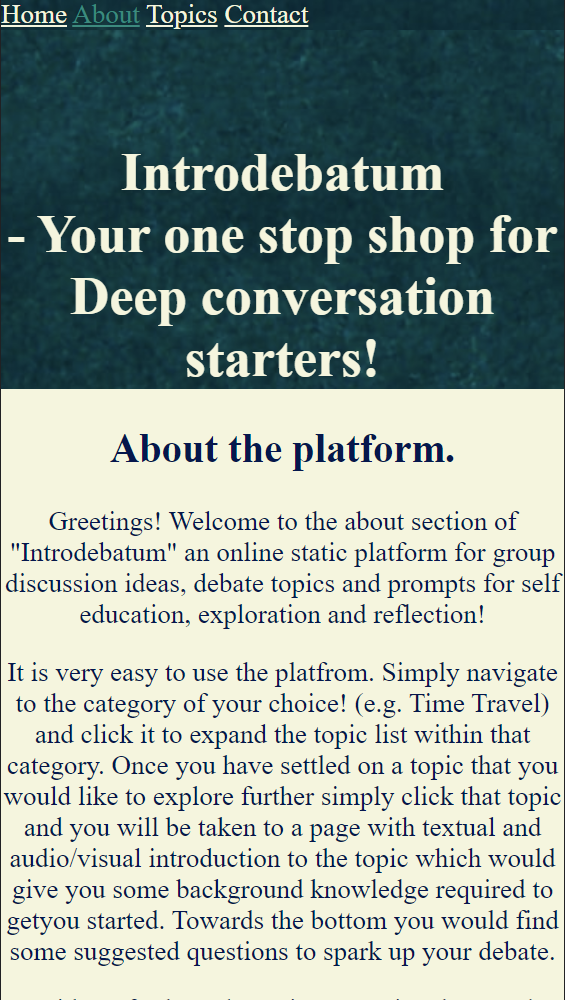 Home About Topics Contact
Introdebatum
- Your one stop shop for
Deep conversation
starters!
About the platform.
Greetings! Welcome to the about section of
"Introdebatum" an online static platform for group
discussion ideas, debate topics and prompts for self
education, exploration and reflection!
It is very easy to use the platfrom. Simply navigate
to the category of your choice! (e.g. Time Travel)
and click it to expand the topic list within that
category. Once you have settled on a topic that you
would like to explore further simply click that topic
and you will be taken to a page with textual and
audio/visual introduction to the topic which would
give you some background knowledge required to
getyou started. Towards the bottom you would find
some suggested questions to spark up your debate.